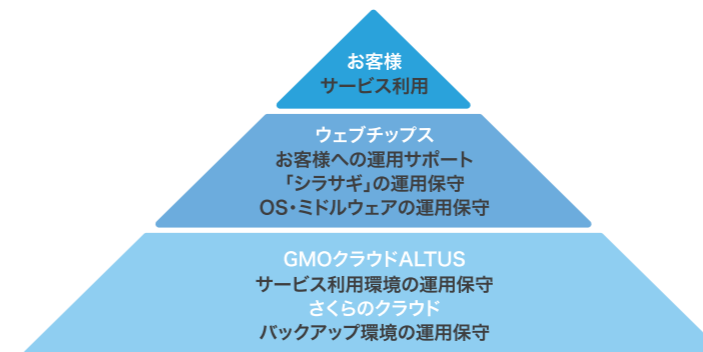 お客様
サービス利用
ウェブチップス
お客様への運用サポート
「シラサギ」の運用保守
OS・ミドルウェアの運用保守
GMOクラウドALTUS
サービス利用環境の運用保守
さくらのクラウド
バックアップ環境の運用保守